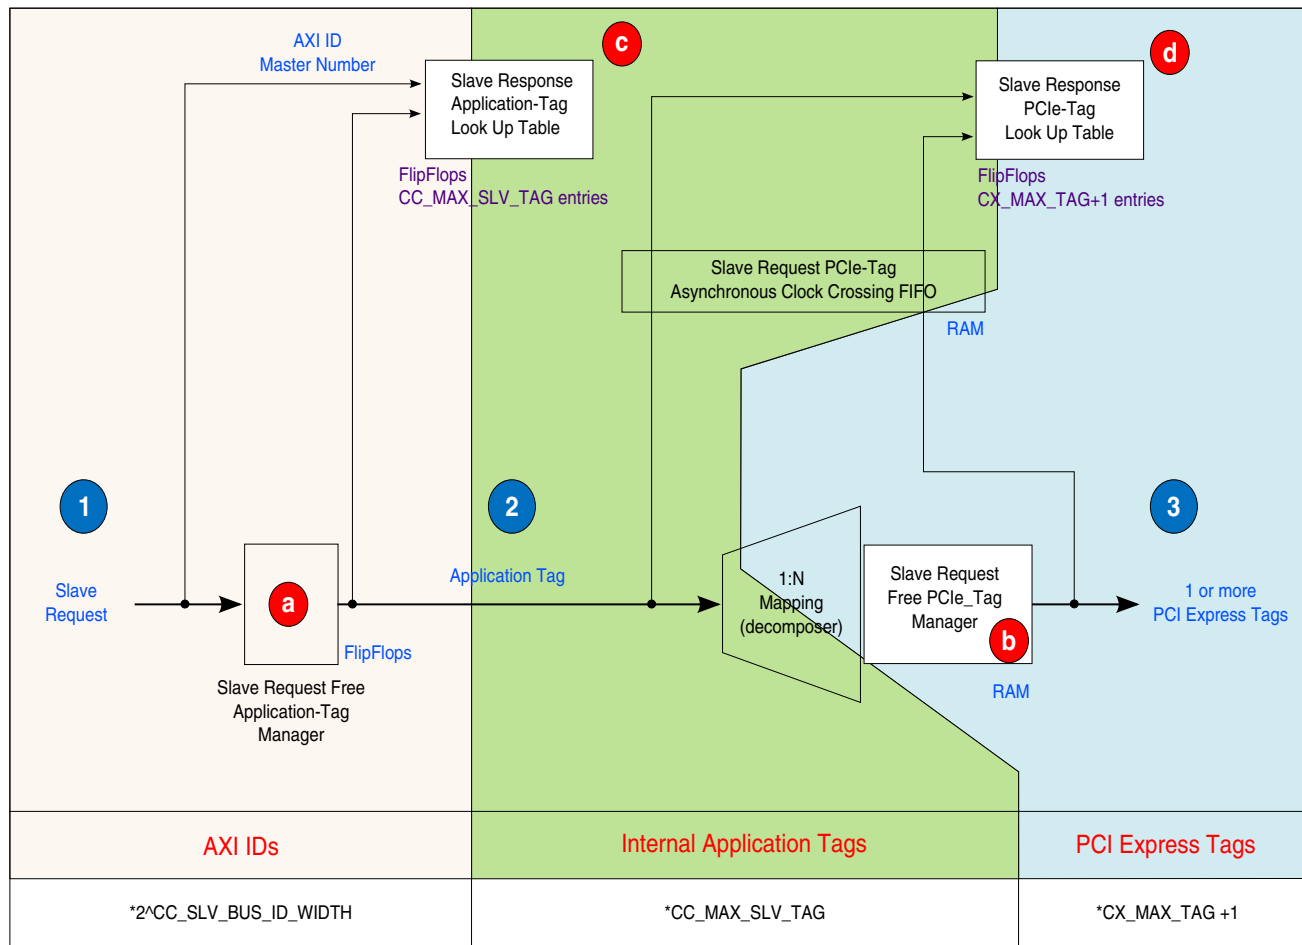 AXI ID
Master Number
c
d
Slave Response
Application-Tag
Look Up Table
Slave Response
PCIe-Tag
Look Up Table
FlipFlops
CC_MAX_SLV_TAG entries
FlipFlops
CX_MAX_TAG+1 entries
Slave Request PCIe-Tag
Asynchronous Clock Crossing FIFO
RAM
1
2
3
Slave
Request
a
FlipFlops
Slave Request Free
Application-Tag
Manager
Application Tag
1:N
Mapping
(decomposer)
Slave Request
Free PCIe_Tag
Manager
b
RAM
1 or more
PCI Express Tags
AXI IDs
Internal Application Tags
PCI Express Tags
*2^CC_SLV_BUS_ID_WIDTH
*CC_MAX_SLV_TAG
*CX_MAX_TAG +1